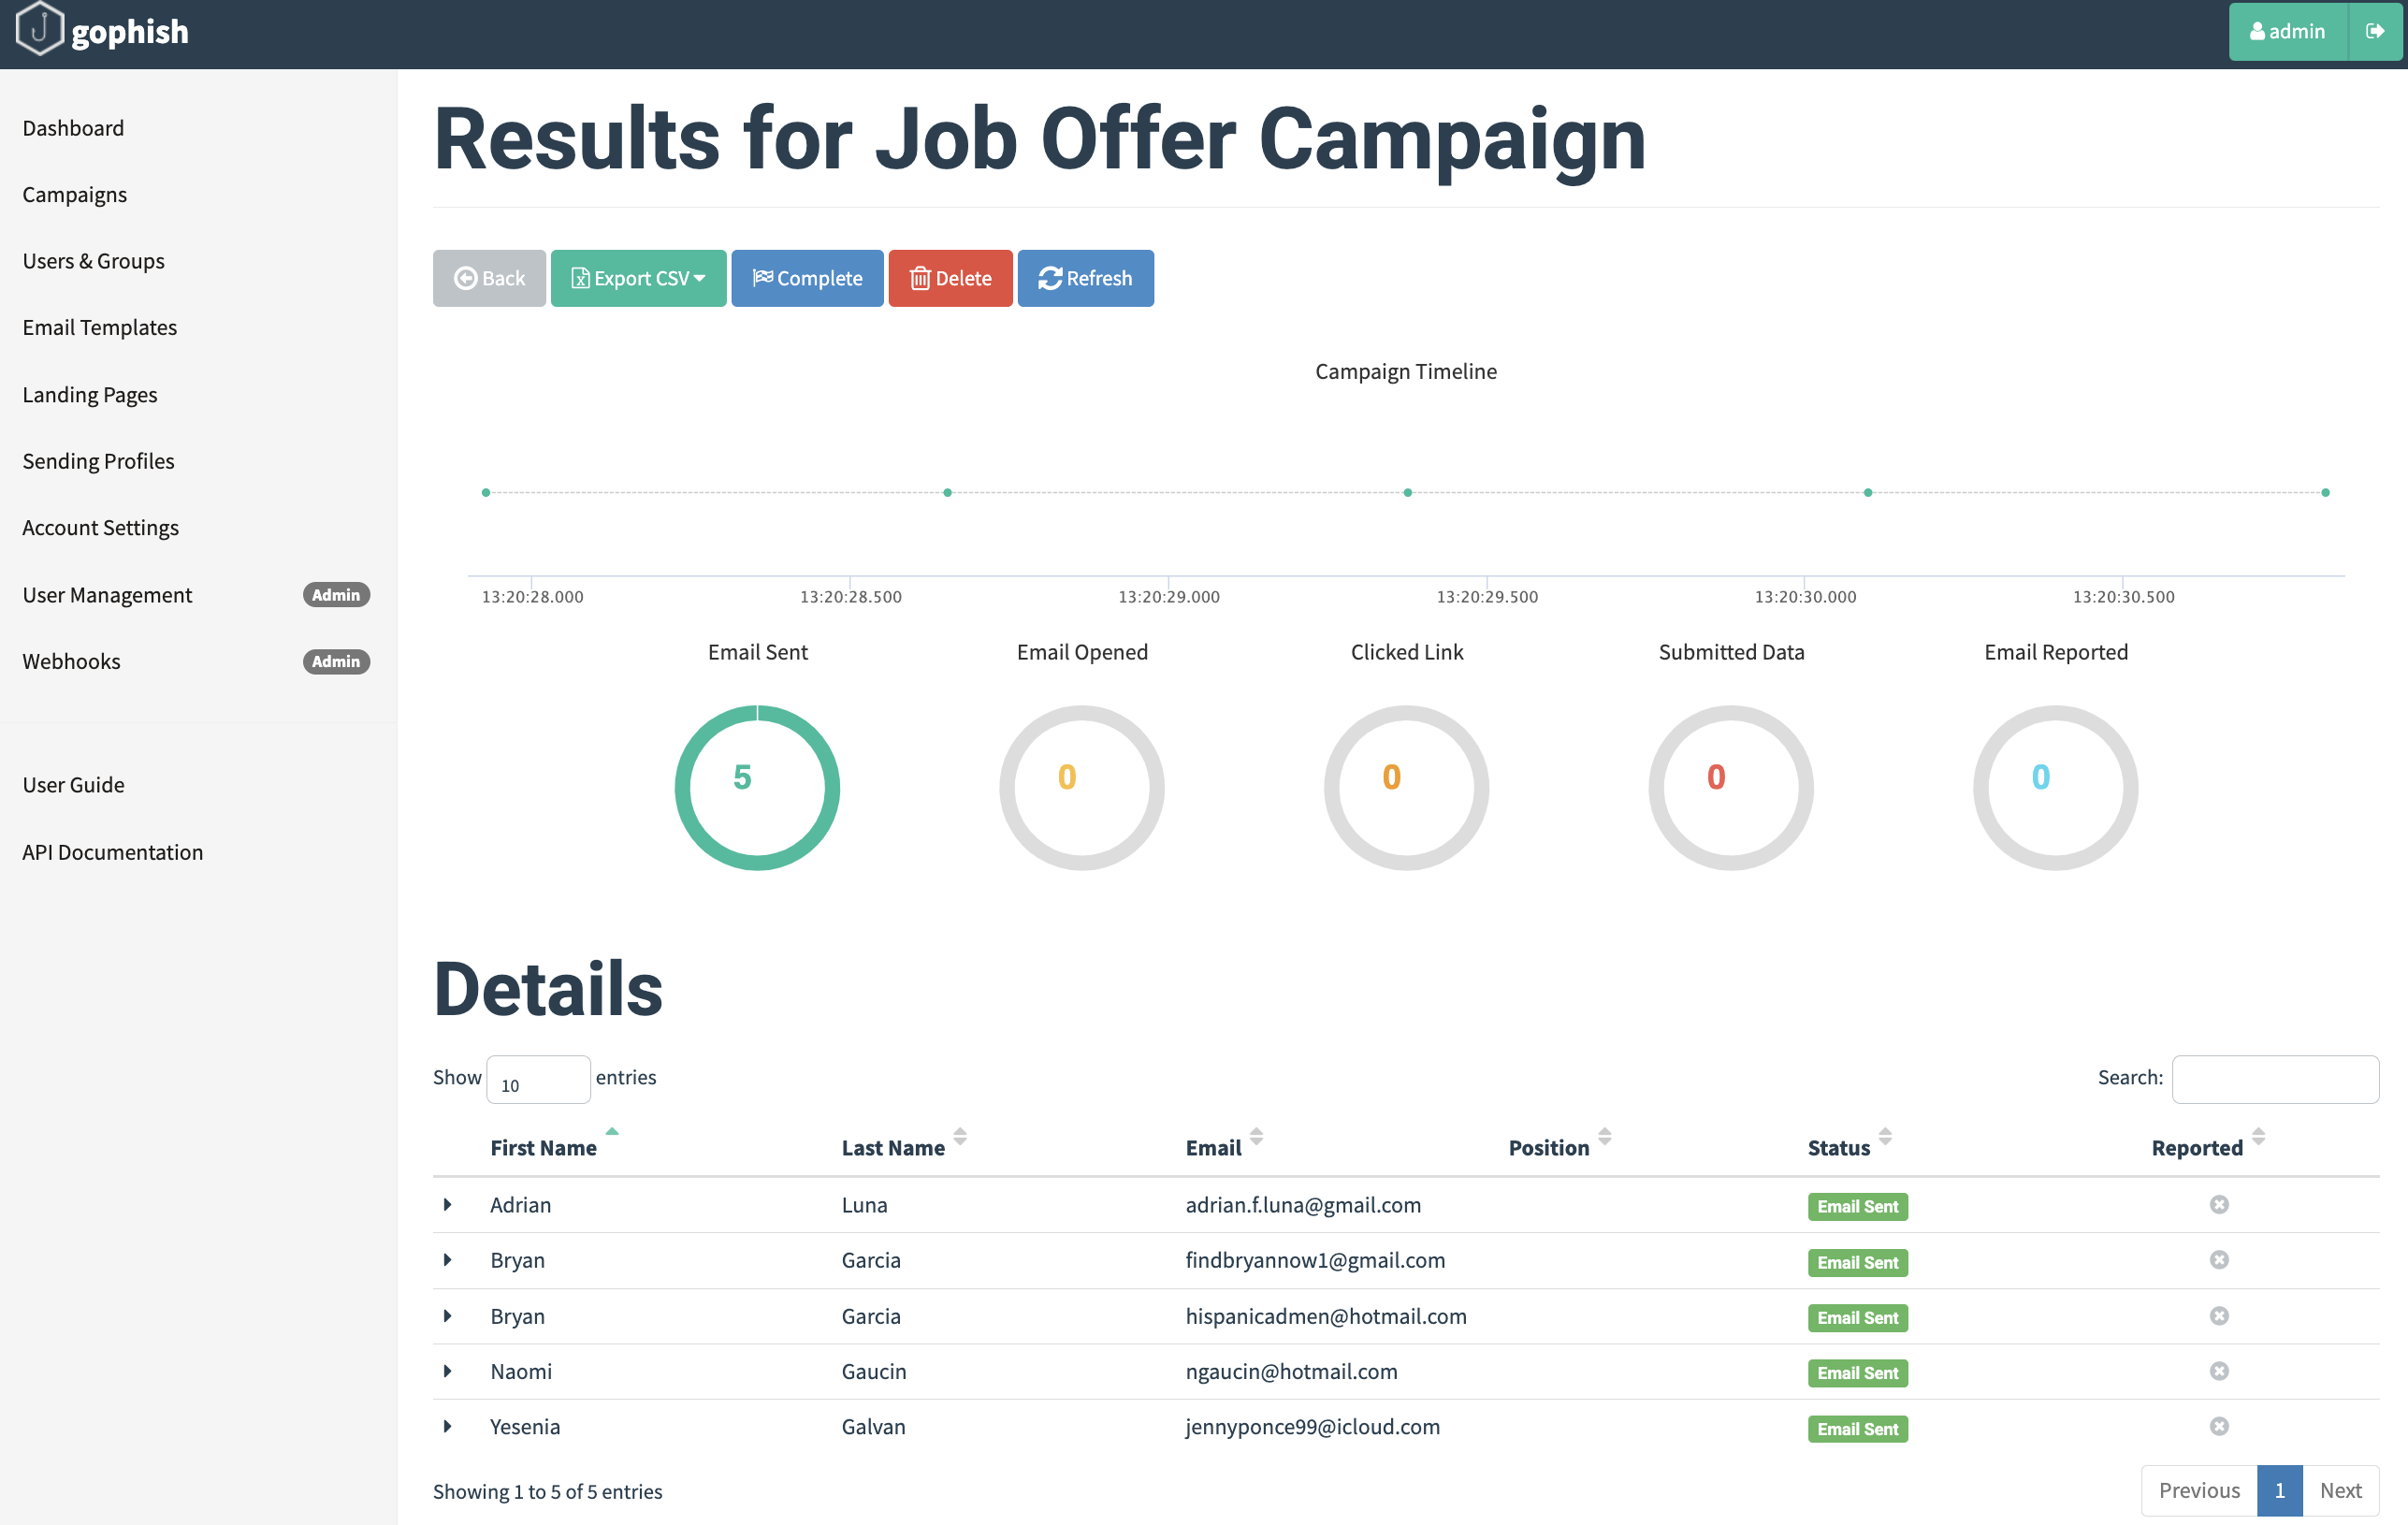 gophish
admin
Dashboard
Campaigns
Users & Groups
Email Templates
Landing Pages
Sending Profiles
Account Settings
User Management Admin
Webhooks Admin
User Guide
API Documentation
Results for Job Offer Campaign
Back Export CSV Complete Delete Refresh
Campaign Timeline
13:20:28.000 13:20:28.500 13:20:29.000 13:20:29.500 13:20:30.000 13:20:30.500
Email Sent Email Opened Clicked Link Submitted Data Email Reported
5 0 0 0 0
Details
Show 10 entries Search:
First Name Last Name Email Position Status Reported
Adrian Luna adrian.f.luna@gmail.com Email Sent
Bryan Garcia findbryannow1@gmail.com Email Sent
Bryan Garcia hispanicadmen@hotmail.com Email Sent
Naomi Gaucin ngaucin@hotmail.com Email Sent
Yesenia Galvan jennyponce99@icloud.com Email Sent
Showing 1 to 5 of 5 entries Previous 1 Next